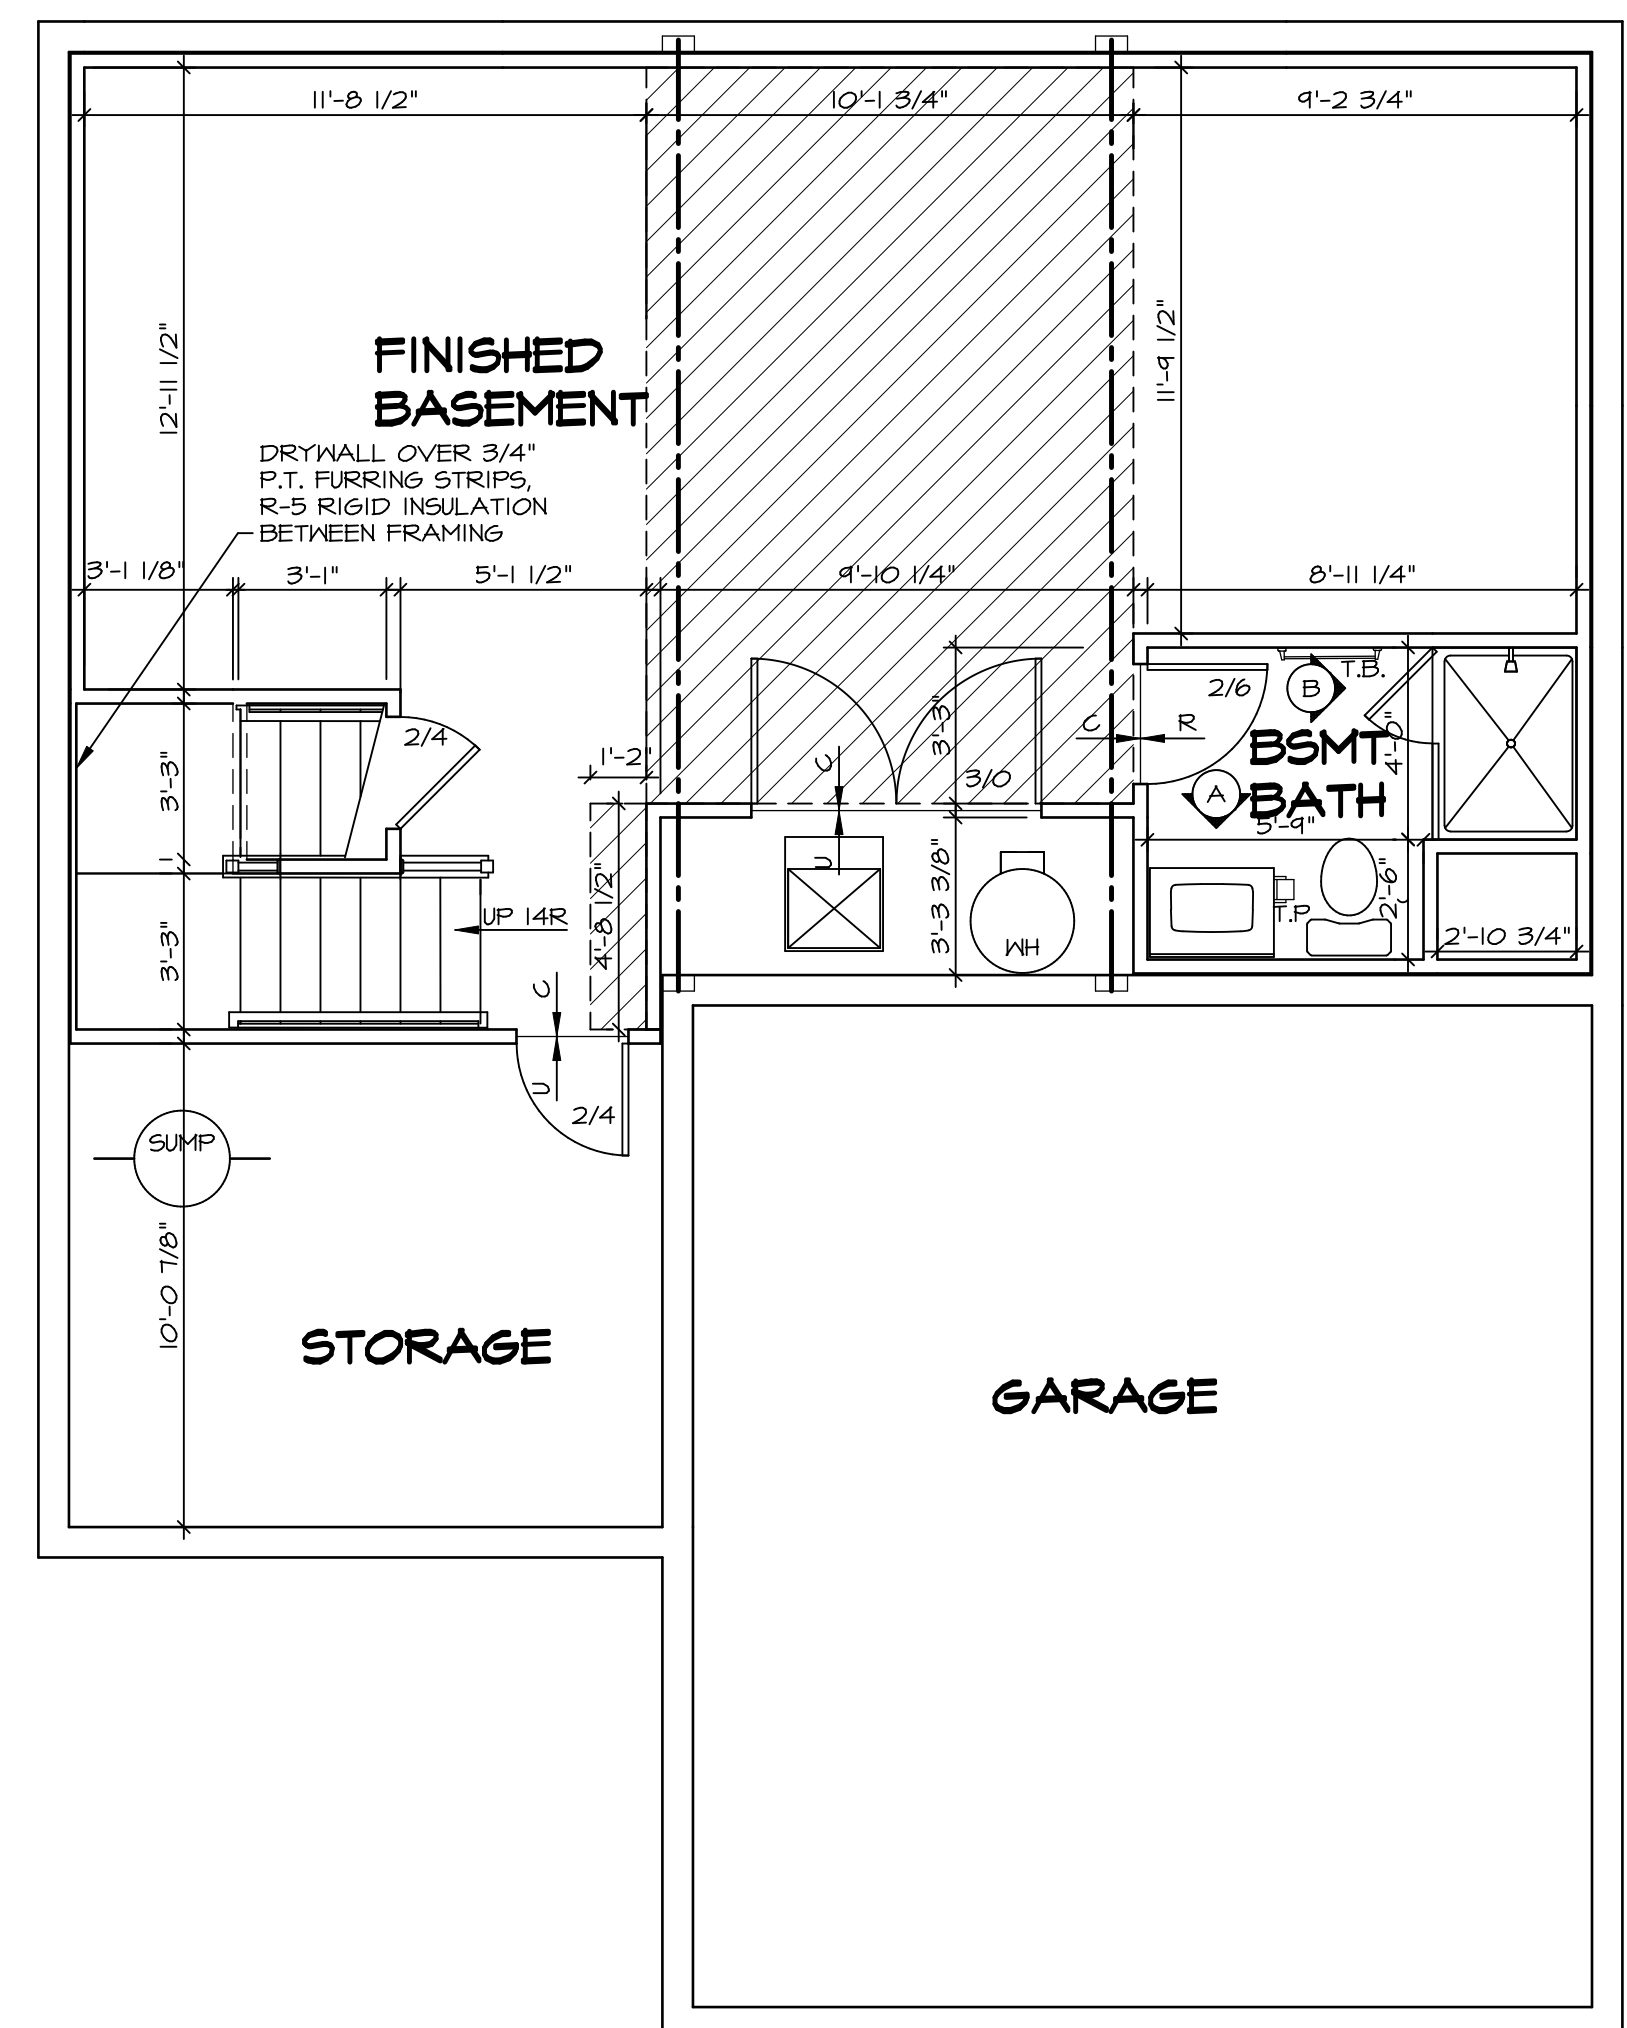 11'-8 1/2"
10'-1 3/4"
9'-2 3/4"
12'-11 1/2"
11'-9 1/2"
FINISHED
BASEMENT
DRYWALL OVER 3/4"
P.T. FURRING STRIPS,
R-5 RIGID INSULATION
BETWEEN FRAMING
3'-1 1/8"
3'-1"
5'-1 1/2"
9'-10 1/4"
8'-11 1/4"
2/4
3'-3"
1'-2"
C
U
3'-3"
3/0
C
R
2/6
B
T.B.
BSMT
BATH
4'-0"
A
5'-9"
UP 14R
3'-3"
4'-8 1/2"
3'-3 3/8"
WH
T.P
2'-6"
2'-10 3/4"
C
U
2/4
SUMP
10'-0 7/8"
STORAGE
GARAGE